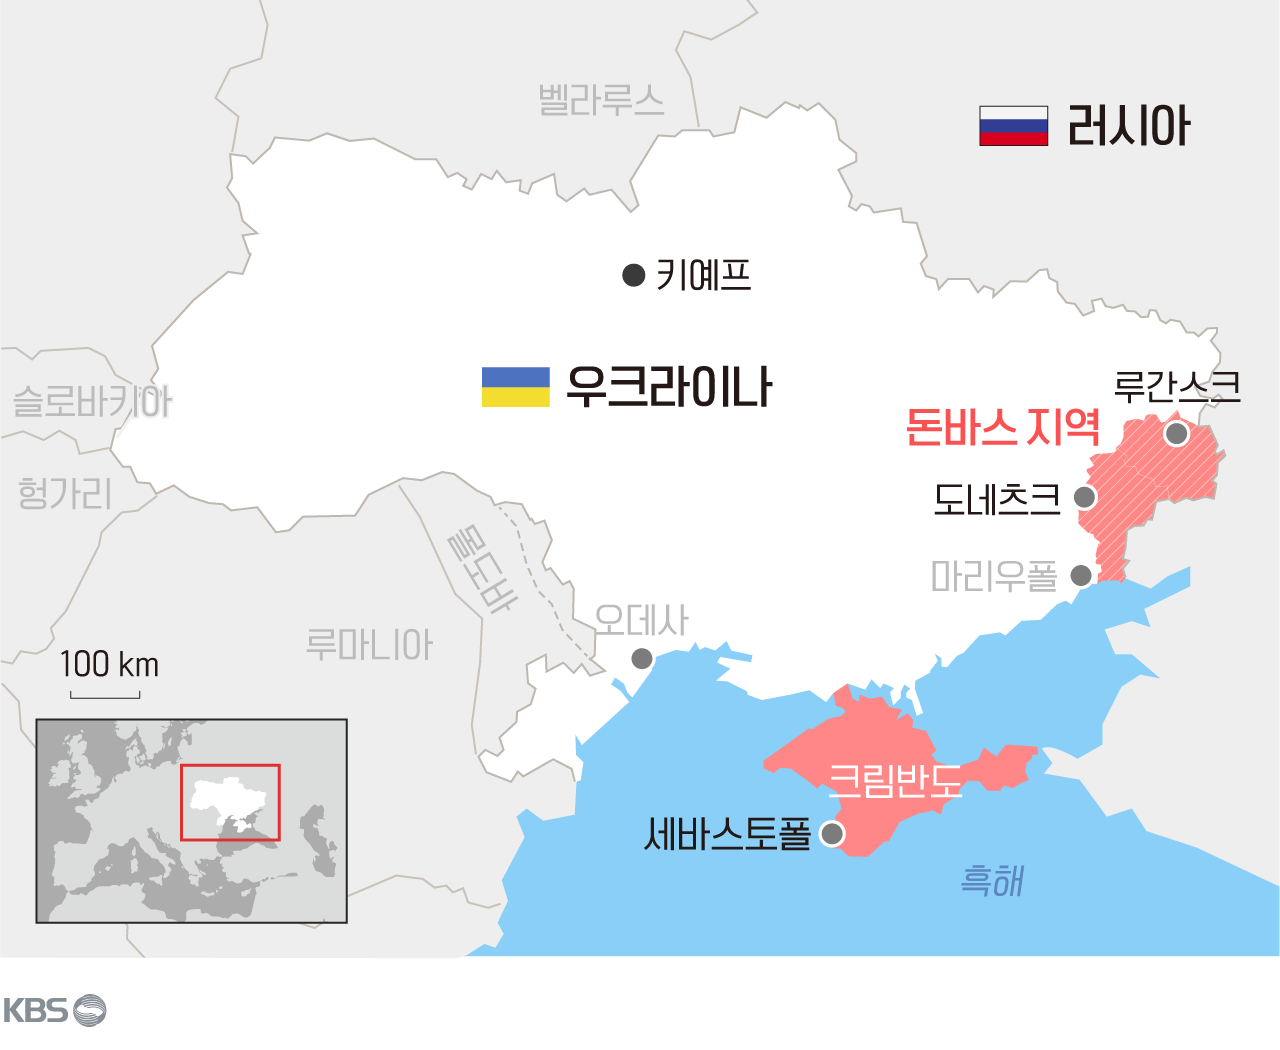 벨라루스
러시아
키예프
우크라이나
루간스크
슬로바키아
돈바스 지역
헝가리
도네츠크
몰도바
마리우폴
오데사
루마니아
100 km
크림반도
세바스토폴
흑해
KBS